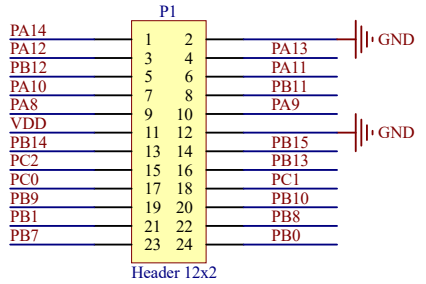 P1
PA14 1 2 GND
PA12 3 4 PA13
PB12 5 6 PA11
PA10 7 8 PB11
PA8 9 10 PA9
VDD 11 12 GND
PB14 13 14 PB15
PC2 15 16 PB13
PC0 17 18 PC1
PB9 19 20 PB10
PB1 21 22 PB8
PB7 23 24 PB0
Header 12x2